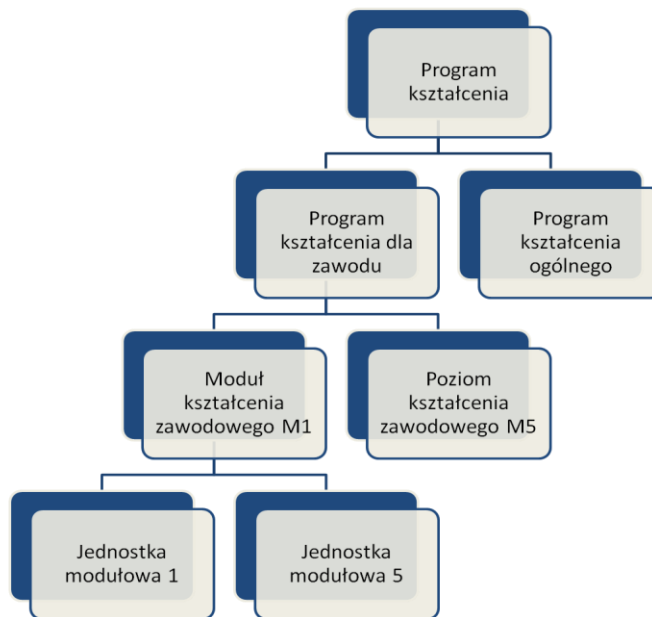 Program
kształcenia
Program
kształcenia dla
zawodu
Program
kształcenia
ogólnego
Moduł
kształcenia
zawodowego M1
Poziom
kształcenia
zawodowego M5
Jednostka
modułowa 1
Jednostka
modułowa 5